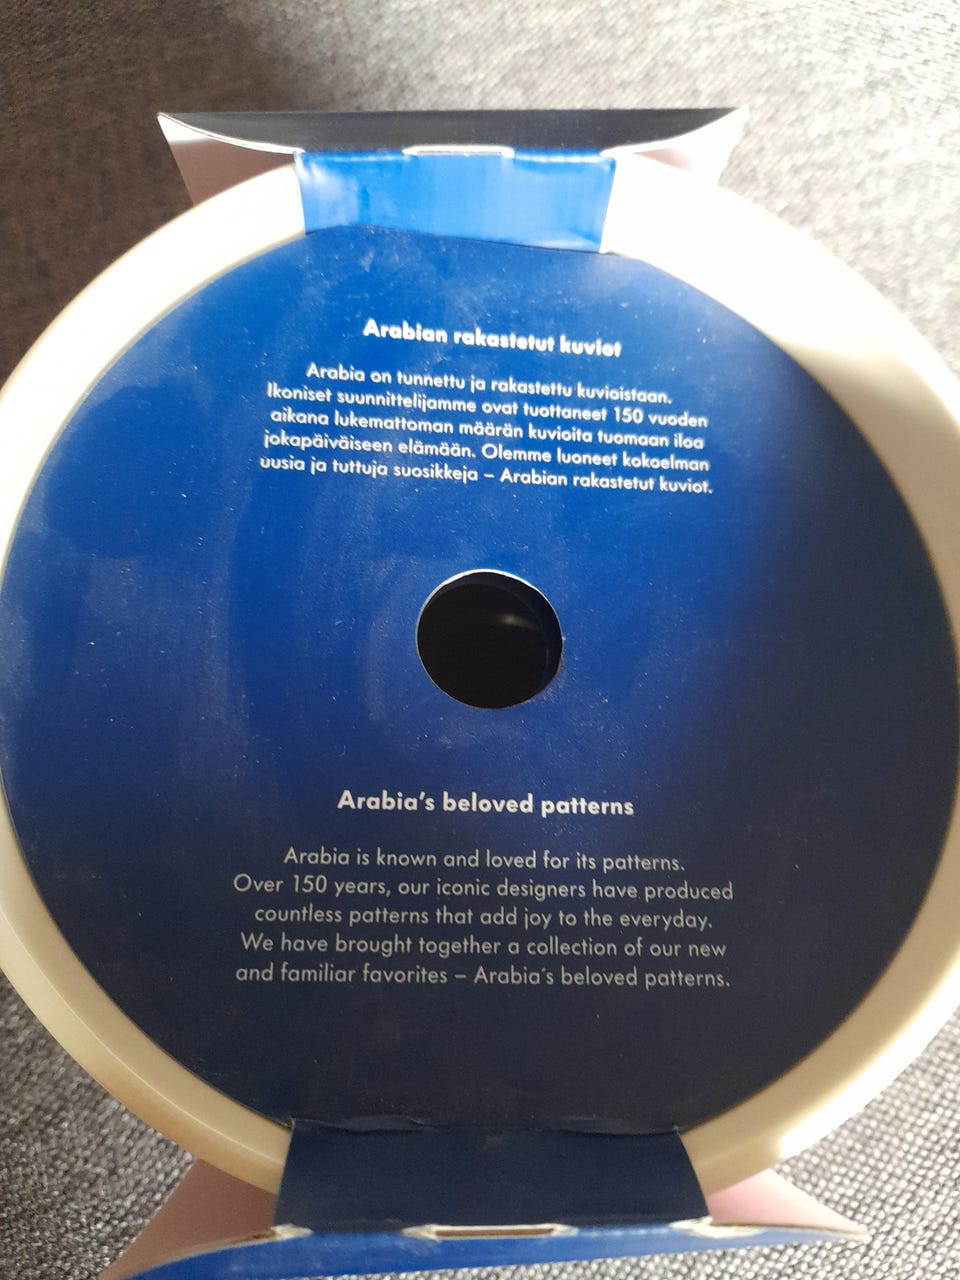 Arabian rakastetut kuviot
Arabia on tunnettu ja rakastettu kuvioistaan.
Ikoniset suunnittelijamme ovat tuottaneet 150 vuoden
aikana lukemattoman määrän kuvioita tuomaan iloa
jokapäiväiseen elämään. Olemme luoneet kokoelman
uusia ja tuttuja suosikkeja – Arabian rakastetut kuviot.
Arabia’s beloved patterns
Arabia is known and loved for its patterns.
Over 150 years, our iconic designers have produced
countless patterns that add joy to the everyday.
We have brought together a collection of our new
and familiar favorites – Arabia´s beloved patterns.